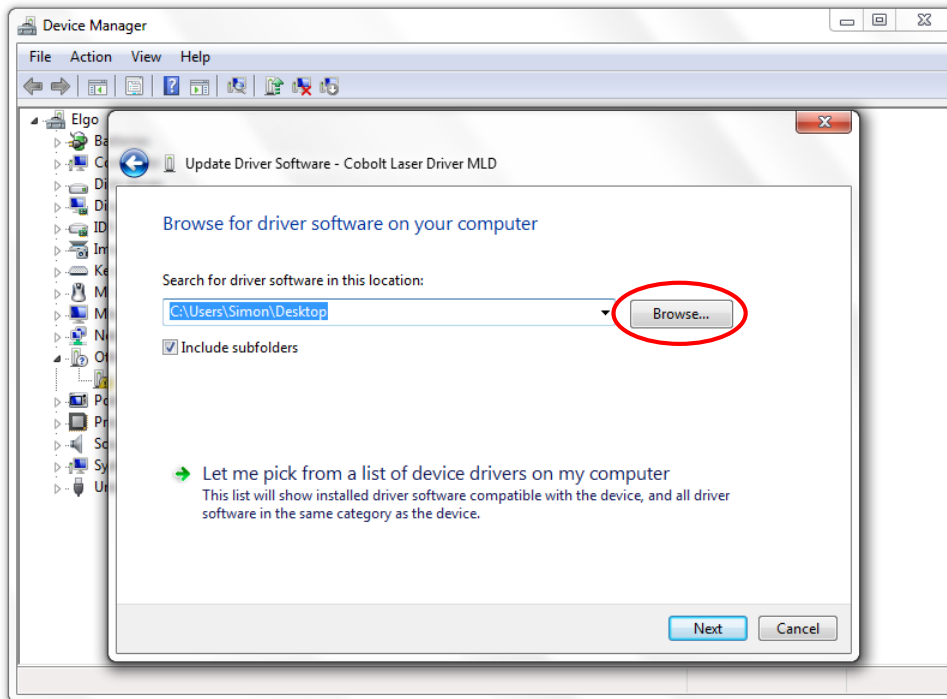 Device Manager
File Action View Help
Elgo
Update Driver Software - Cobolt Laser Driver MLD
Browse for driver software on your computer
Search for driver software in this location:
C:\Users\Simon\Desktop
Browse...
Include subfolders
Let me pick from a list of device drivers on my computer
This list will show installed driver software compatible with the device, and all driver
software in the same category as the device.
Next Cancel